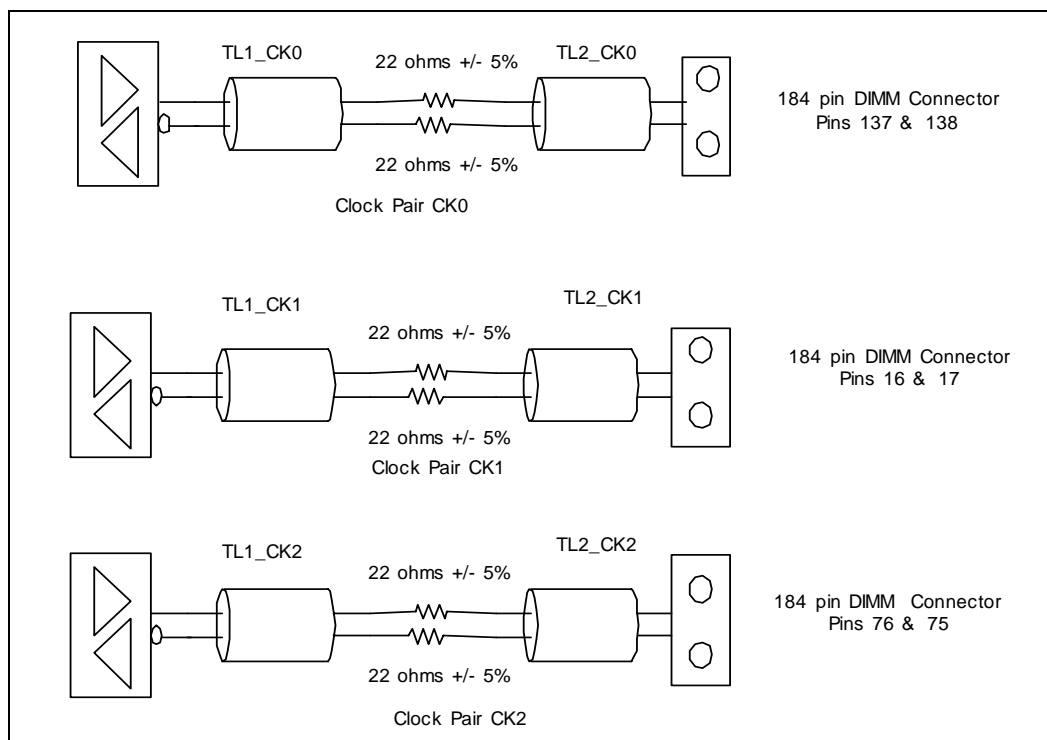 TL1_CK0
22 ohms +/- 5%
TL2_CK0
22 ohms +/- 5%
Clock Pair CK0
184 pin DIMM Connector
Pins 137 & 138
TL1_CK1
22 ohms +/- 5%
TL2_CK1
22 ohms +/- 5%
Clock Pair CK1
184 pin DIMM Connector
Pins 16 & 17
TL1_CK2
22 ohms +/- 5%
TL2_CK2
22 ohms +/- 5%
Clock Pair CK2
184 pin DIMM Connector
Pins 76 & 75